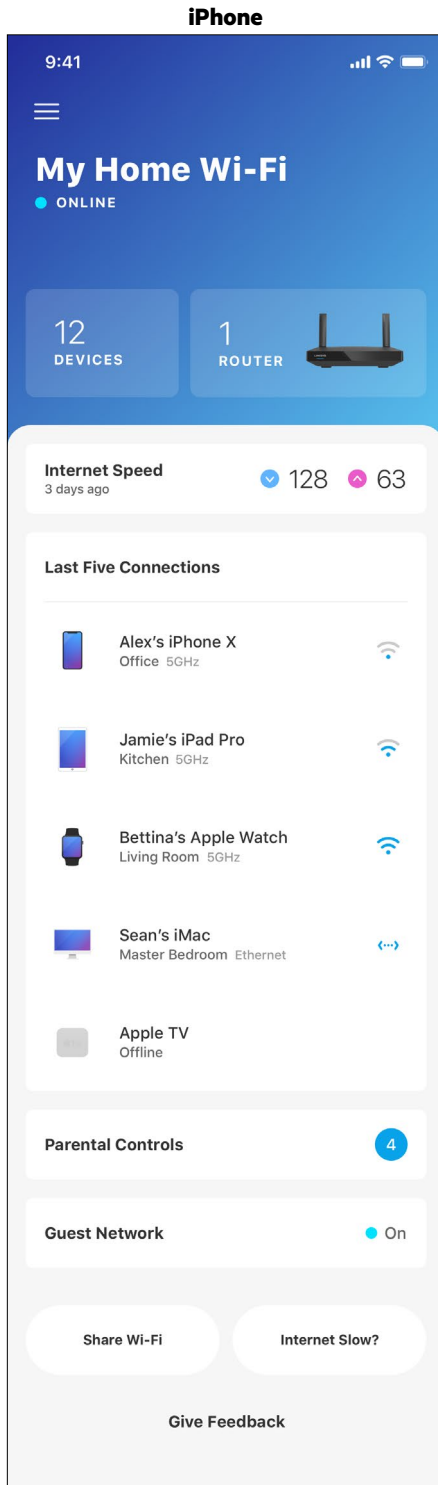 iPhone
9:41
My Home Wi-Fi
ONLINE
12
DEVICES
1
ROUTER
Internet Speed
3 days ago
128
63
Last Five Connections
Alex's iPhone X
Office 5GHz
Jamie's iPad Pro
Kitchen 5GHz
Bettina's Apple Watch
Living Room 5GHz
Sean's iMac
Master Bedroom Ethernet
Apple TV
Offline
Parental Controls
4
Guest Network
On
Share Wi-Fi
Internet Slow?
Give Feedback